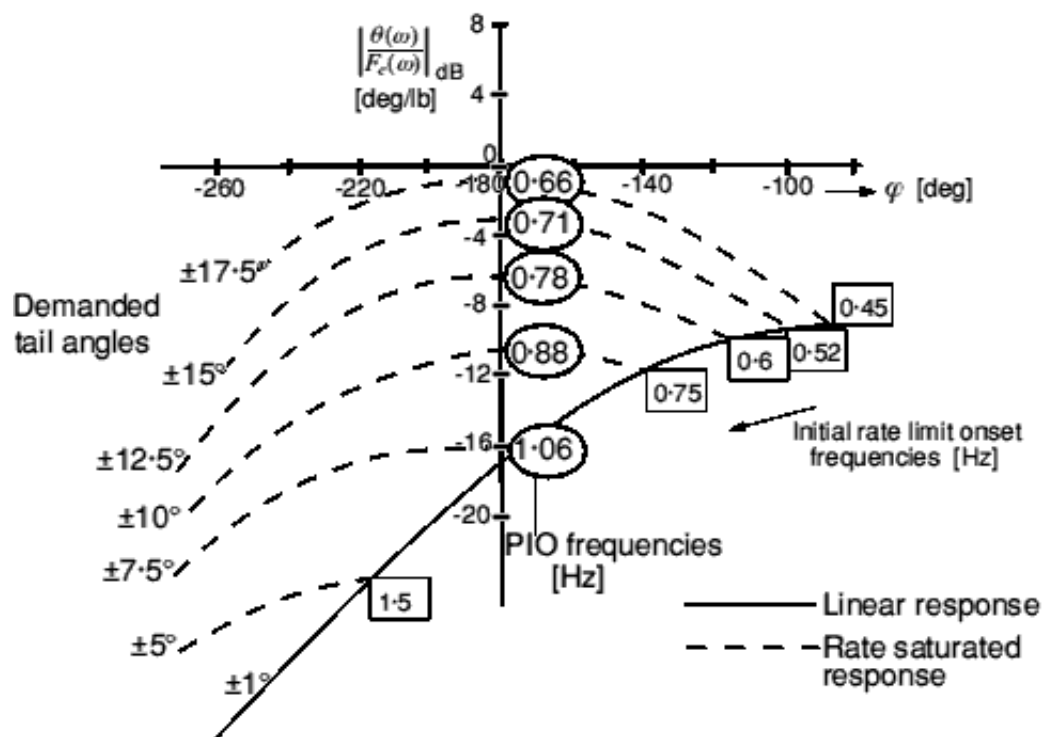 8
|θ(ω)/F_c(ω)| dB
[deg/lb]
4
0
-260
-220
-180
-140
-100
φ [deg]
0·66
0·71
0·78
0·88
1·06
-4
-8
-12
-16
-20
±17·5°
Demanded
tail angles
±15°
±12·5°
±10°
±7·5°
±5°
±1°
0·45
0·52
0·6
0·75
1·5
Initial rate limit onset
frequencies [Hz]
PIO frequencies
[Hz]
Linear response
Rate saturated
response